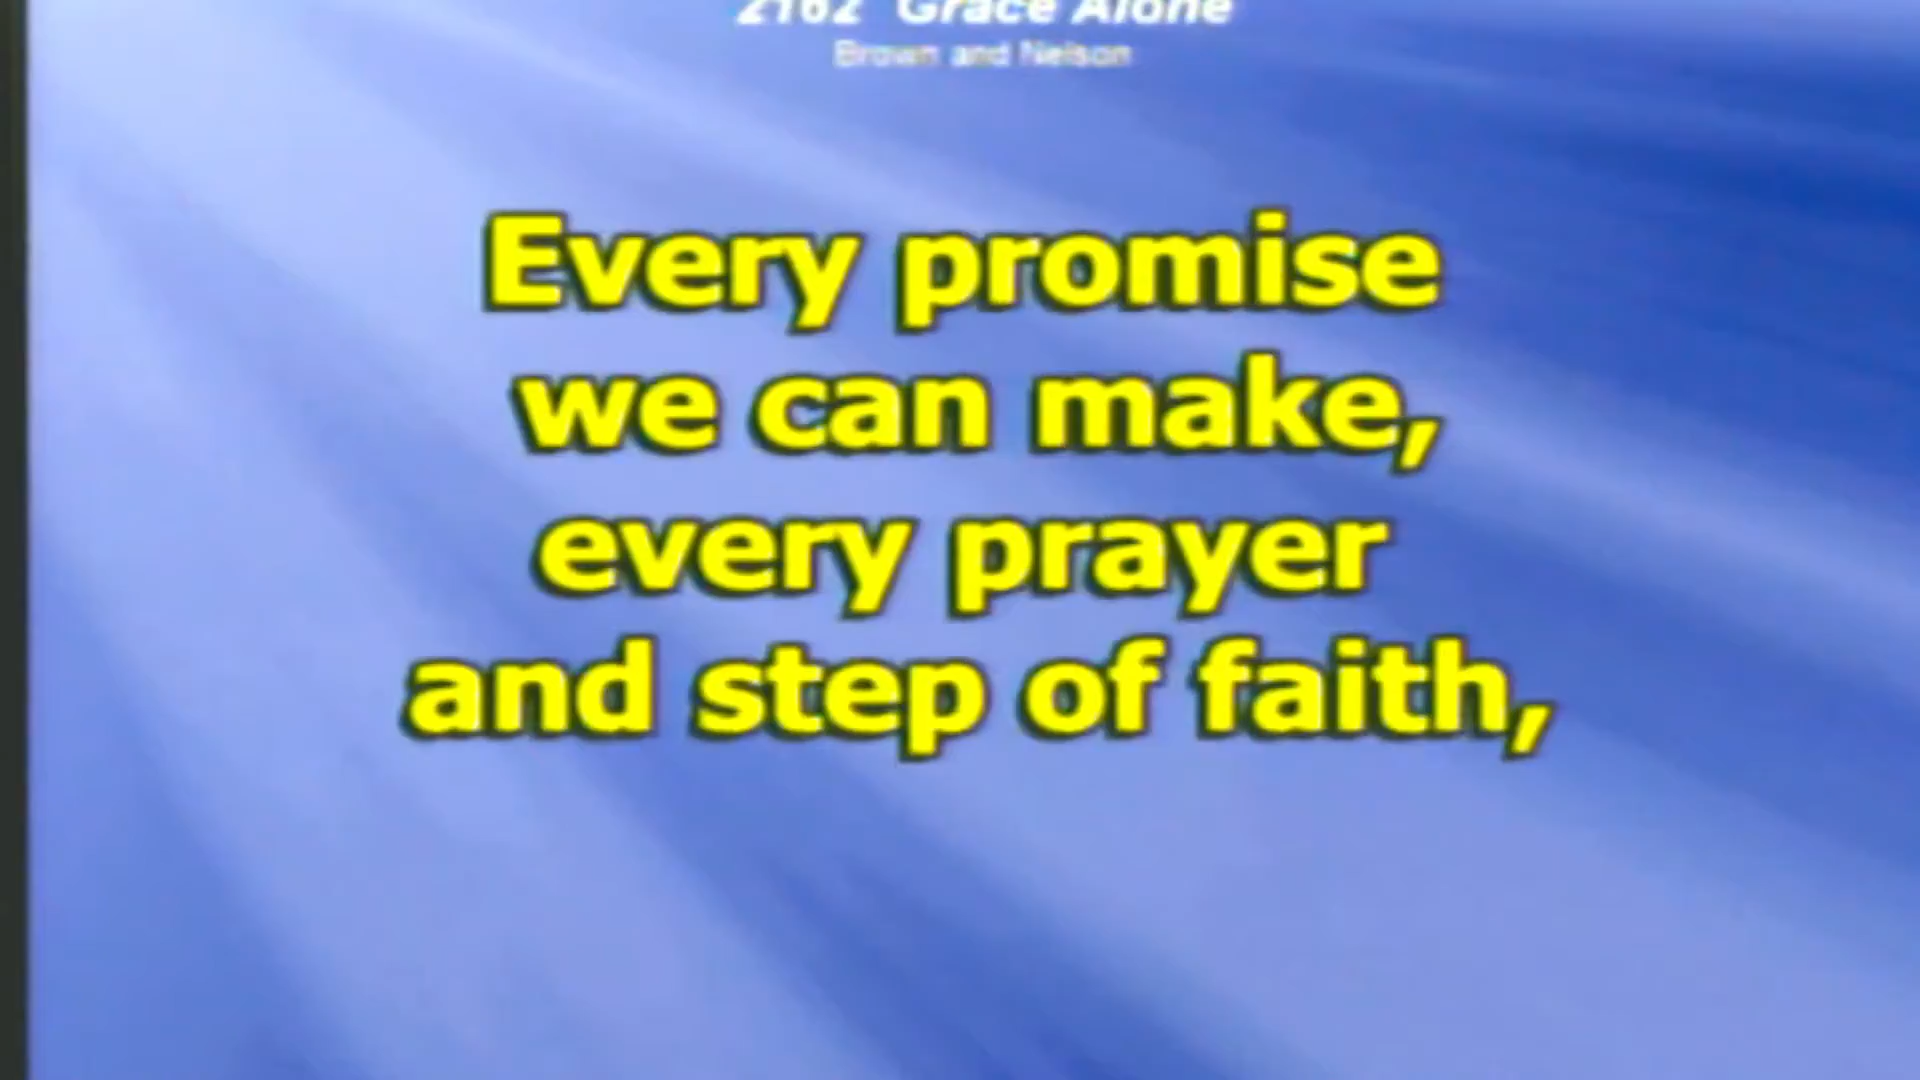 2162 Grace Alone
Brown and Nelson
Every promise
we can make,
every prayer
and step of faith,